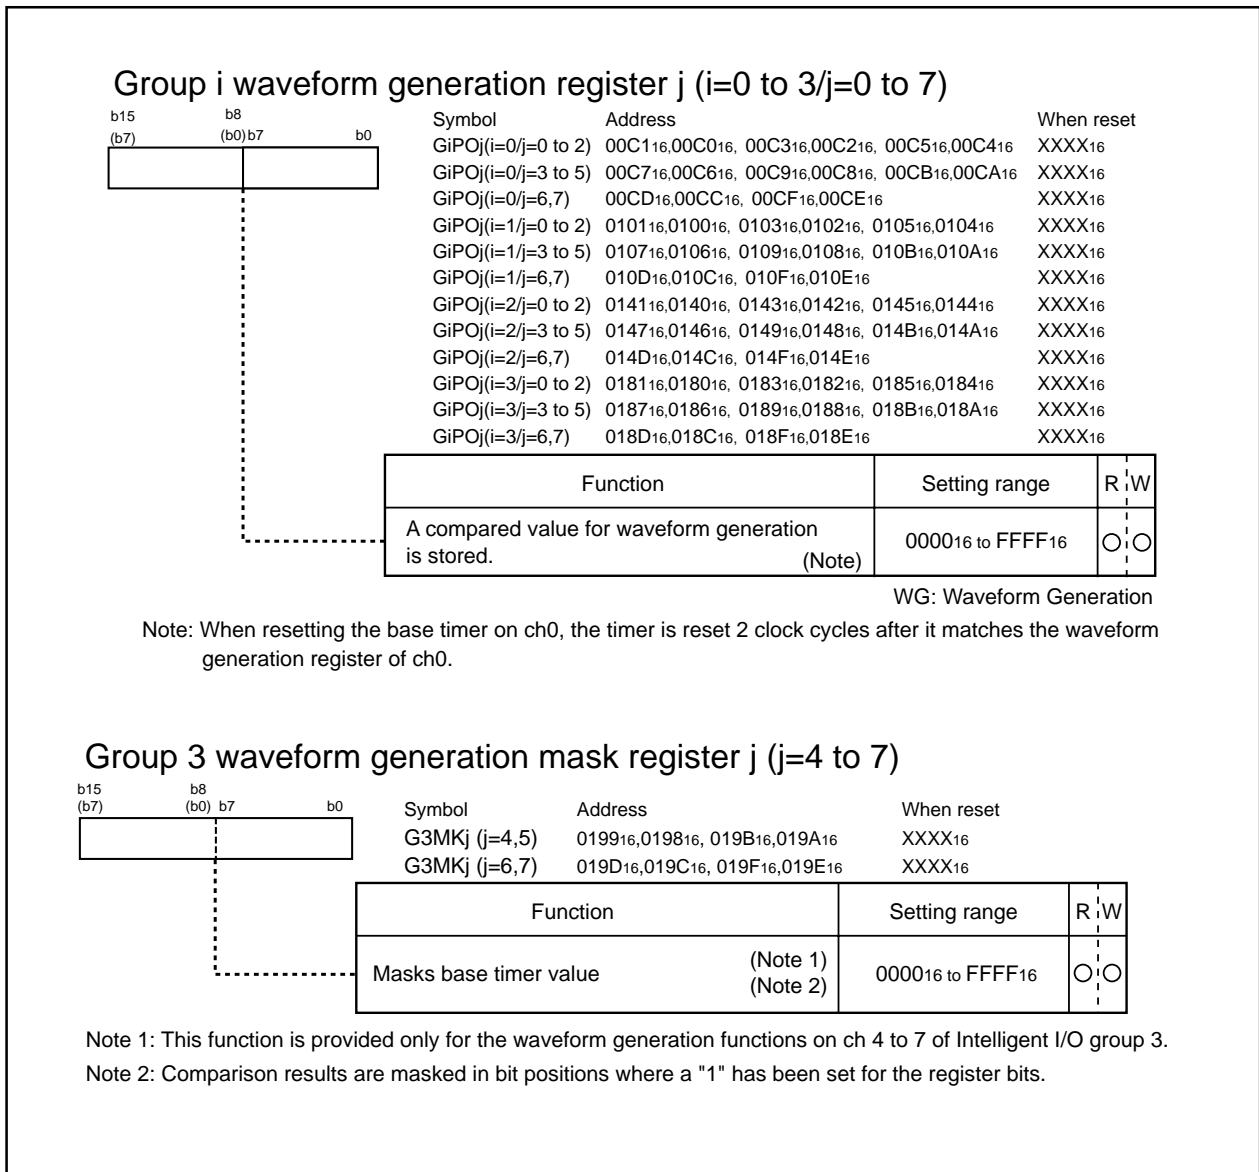 Group i waveform generation register j (i=0 to 3/j=0 to 7)
b15 b8
(b7) (b0) b7 b0
Symbol Address When reset
GiPOj(i=0/j=0 to 2) 00C116,00C016, 00C316,00C216, 00C516,00C416 XXXX16
GiPOj(i=0/j=3 to 5) 00C716,00C616, 00C916,00C816, 00CB16,00CA16 XXXX16
GiPOj(i=0/j=6,7) 00CD16,00CC16, 00CF16,00CE16 XXXX16
GiPOj(i=1/j=0 to 2) 010116,010016, 010316,010216, 010516,010416 XXXX16
GiPOj(i=1/j=3 to 5) 010716,010616, 010916,010816, 010B16,010A16 XXXX16
GiPOj(i=1/j=6,7) 010D16,010C16, 010F16,010E16 XXXX16
GiPOj(i=2/j=0 to 2) 014116,014016, 014316,014216, 014516,014416 XXXX16
GiPOj(i=2/j=3 to 5) 014716,014616, 014916,014816, 014B16,014A16 XXXX16
GiPOj(i=2/j=6,7) 014D16,014C16, 014F16,014E16 XXXX16
GiPOj(i=3/j=0 to 2) 018116,018016, 018316,018216, 018516,018416 XXXX16
GiPOj(i=3/j=3 to 5) 018716,018616, 018916,018816, 018B16,018A16 XXXX16
GiPOj(i=3/j=6,7) 018D16,018C16, 018F16,018E16 XXXX16
Function Setting range R W
A compared value for waveform generation
is stored. (Note) 000016 to FFFF16
WG: Waveform Generation
Note: When resetting the base timer on ch0, the timer is reset 2 clock cycles after it matches the waveform
generation register of ch0.
Group 3 waveform generation mask register j (j=4 to 7)
b15 b8
(b7) (b0) b7 b0
Symbol Address When reset
G3MKj (j=4,5) 019916,019816, 019B16,019A16 XXXX16
G3MKj (j=6,7) 019D16,019C16, 019F16,019E16 XXXX16
Function Setting range R W
Masks base timer value (Note 1) 000016 to FFFF16
(Note 2)
Note 1: This function is provided only for the waveform generation functions on ch 4 to 7 of Intelligent I/O group 3.
Note 2: Comparison results are masked in bit positions where a "1" has been set for the register bits.